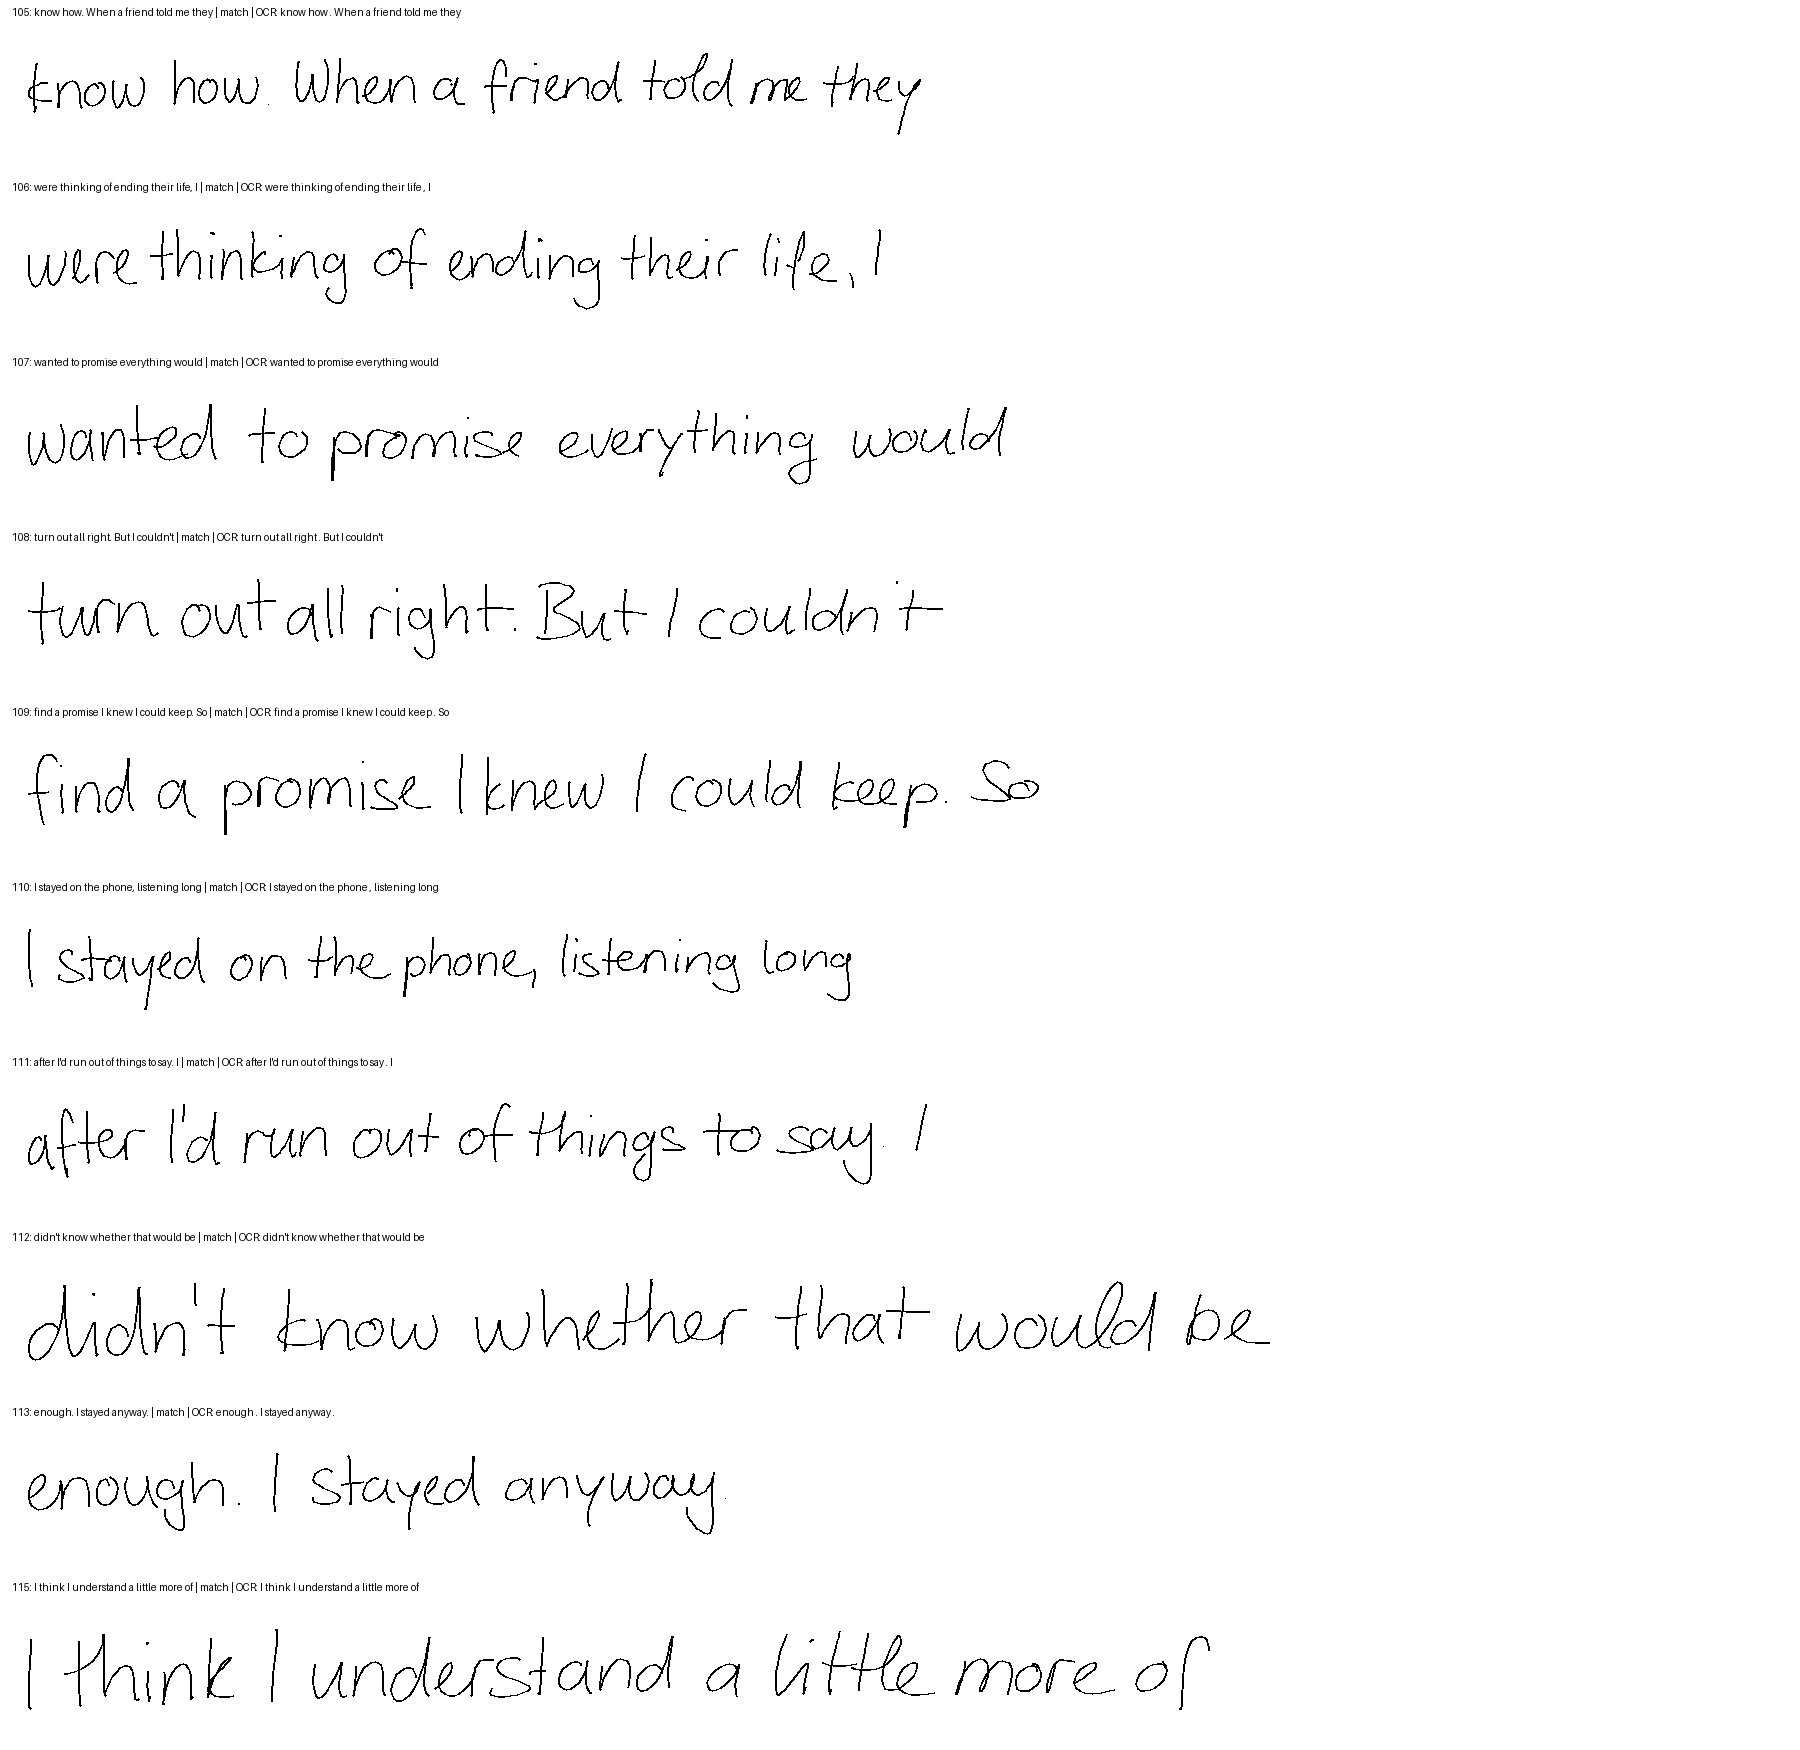 105: know how. When a friend told me they | match | OCR: know how . When a friend told me they
know how. When a friend told me they
106: were thinking of ending their life, I | match | OCR: were thinking of ending their life , I
were thinking of ending their life, I
107: wanted to promise everything would | match | OCR: wanted to promise everything would
wanted to promise everything would
108: turn out all right. But I couldn't | match | OCR: turn out all right . But I couldn't
turn out all right. But I couldn't
109: find a promise I knew I could keep. So | match | OCR: find a promise I knew I could keep . So
find a promise I knew I could keep. So
110: I stayed on the phone, listening long | match | OCR: I stayed on the phone , listening long
I stayed on the phone, listening long
111: after I'd run out of things to say. I | match | OCR: after I'd run out of things to say . I
after I'd run out of things to say. I
112: didn't know whether that would be | match | OCR: didn't know whether that would be
didn't know whether that would be
113: enough. I stayed anyway. | match | OCR: enough . I stayed anyway .
enough. I stayed anyway.
115: I think I understand a little more of | match | OCR: I think I understand a little more of
I think I understand a little more of